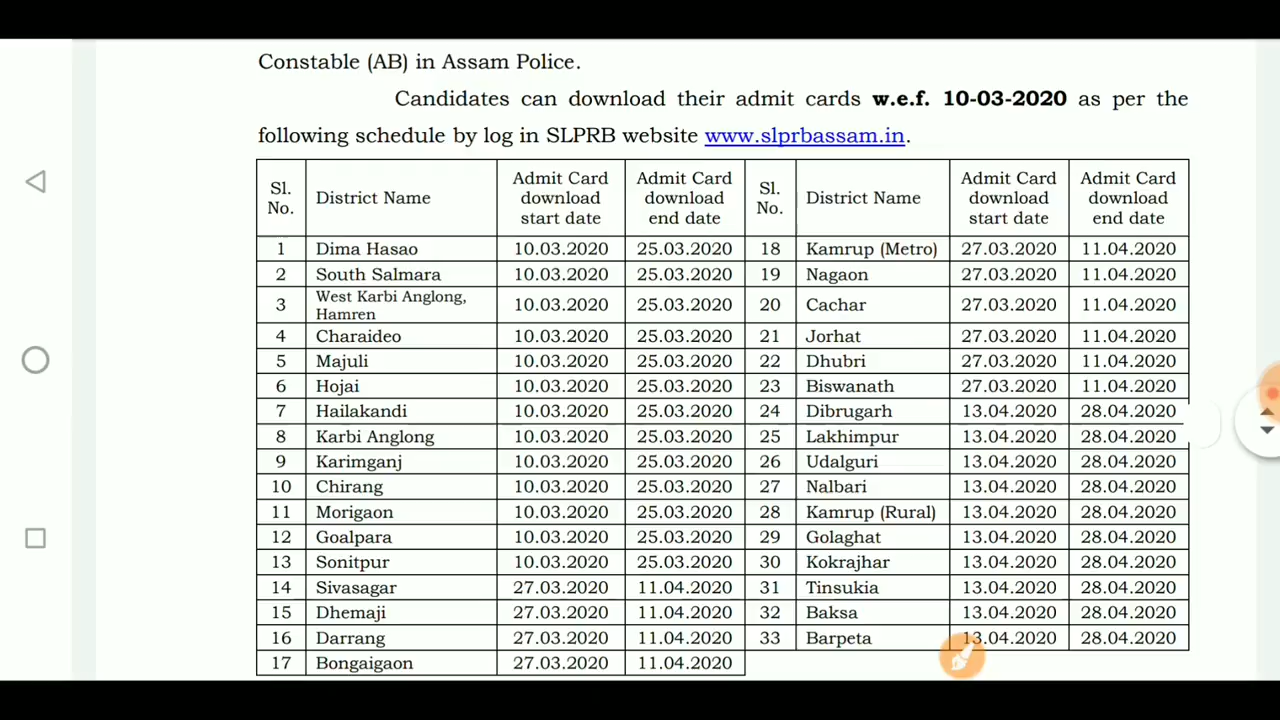 Constable (AB) in Assam Police.
Candidates can download their admit cards w.e.f. 10-03-2020 as per the
following schedule by log in SLPRB website www.slprbassam.in.
Sl. No. District Name Admit Card download start date Admit Card download end date Sl. No. District Name Admit Card download start date Admit Card download end date
1 Dima Hasao 10.03.2020 25.03.2020 18 Kamrup (Metro) 27.03.2020 11.04.2020
2 South Salmara 10.03.2020 25.03.2020 19 Nagaon 27.03.2020 11.04.2020
3 West Karbi Anglong, Hamren 10.03.2020 25.03.2020 20 Cachar 27.03.2020 11.04.2020
4 Charaideo 10.03.2020 25.03.2020 21 Jorhat 27.03.2020 11.04.2020
5 Majuli 10.03.2020 25.03.2020 22 Dhubri 27.03.2020 11.04.2020
6 Hojai 10.03.2020 25.03.2020 23 Biswanath 27.03.2020 11.04.2020
7 Hailakandi 10.03.2020 25.03.2020 24 Dibrugarh 13.04.2020 28.04.2020
8 Karbi Anglong 10.03.2020 25.03.2020 25 Lakhimpur 13.04.2020 28.04.2020
9 Karimganj 10.03.2020 25.03.2020 26 Udalguri 13.04.2020 28.04.2020
10 Chirang 10.03.2020 25.03.2020 27 Nalbari 13.04.2020 28.04.2020
11 Morigaon 10.03.2020 25.03.2020 28 Kamrup (Rural) 13.04.2020 28.04.2020
12 Goalpara 10.03.2020 25.03.2020 29 Golaghat 13.04.2020 28.04.2020
13 Sonitpur 10.03.2020 25.03.2020 30 Kokrajhar 13.04.2020 28.04.2020
14 Sivasagar 27.03.2020 11.04.2020 31 Tinsukia 13.04.2020 28.04.2020
15 Dhemaji 27.03.2020 11.04.2020 32 Baksa 13.04.2020 28.04.2020
16 Darrang 27.03.2020 11.04.2020 33 Barpeta 13.04.2020 28.04.2020
17 Bongaigaon 27.03.2020 11.04.2020